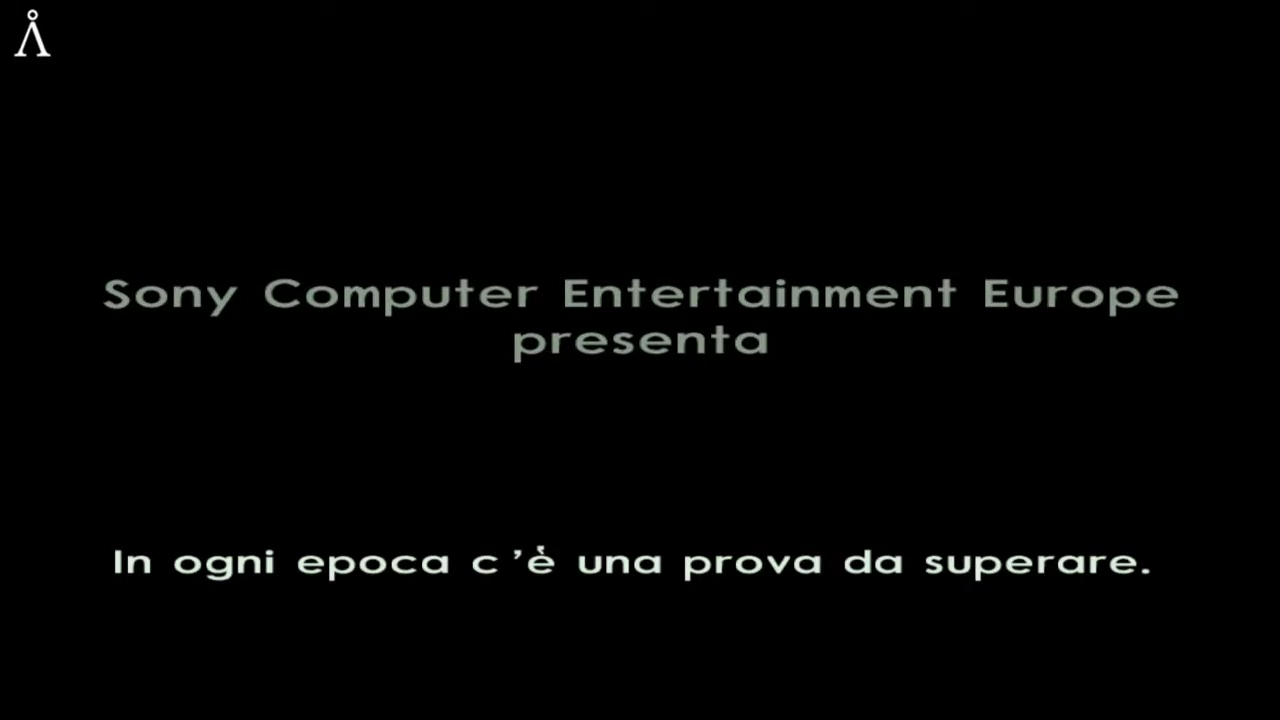 Sony Computer Entertainment Europe
presenta
In ogni epoca c'è una prova da superare.